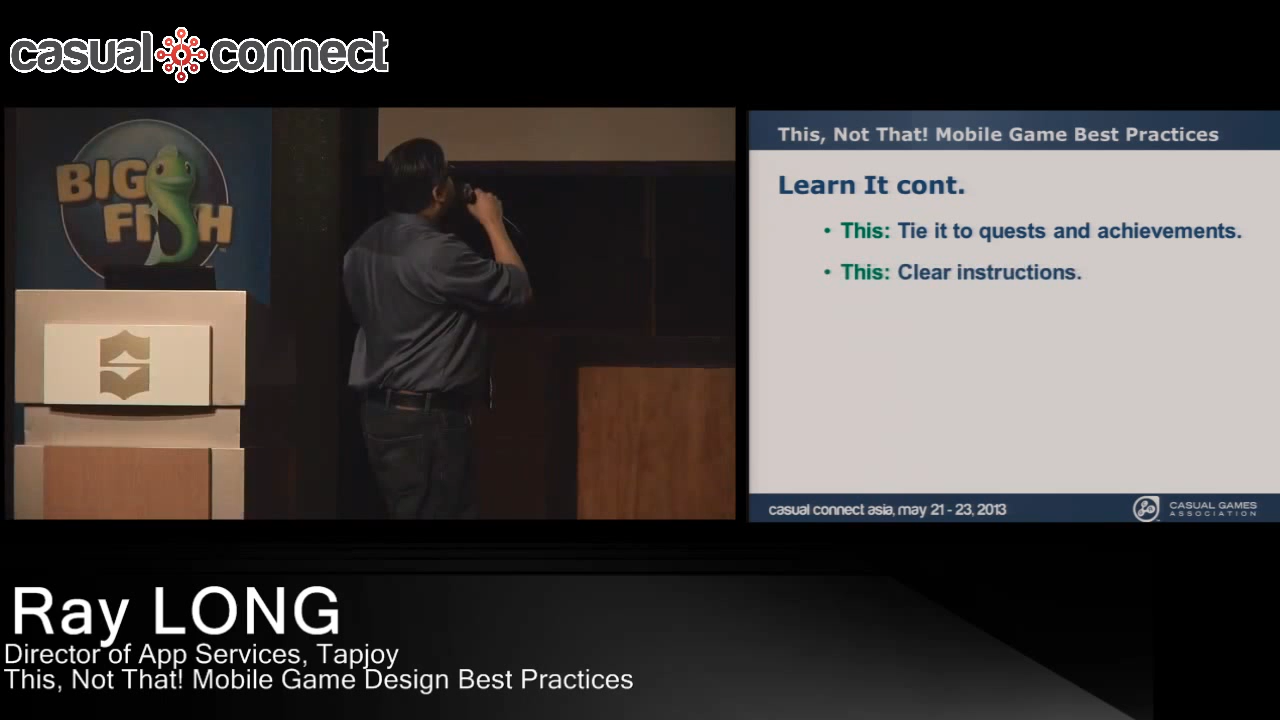 casual connect
BIG
FISH
This, Not That! Mobile Game Best Practices
Learn It cont.
• This: Tie it to quests and achievements.
• This: Clear instructions.
casual connect asia, may 21 - 23, 2013
CASUAL GAMES
ASSOCIATION
Ray LONG
Director of App Services, Tapjoy
This, Not That! Mobile Game Design Best Practices